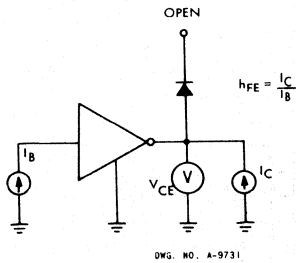 OPEN
hFE = IC
IB
IB
V
VCE
IC
DWG. NO. A-9731